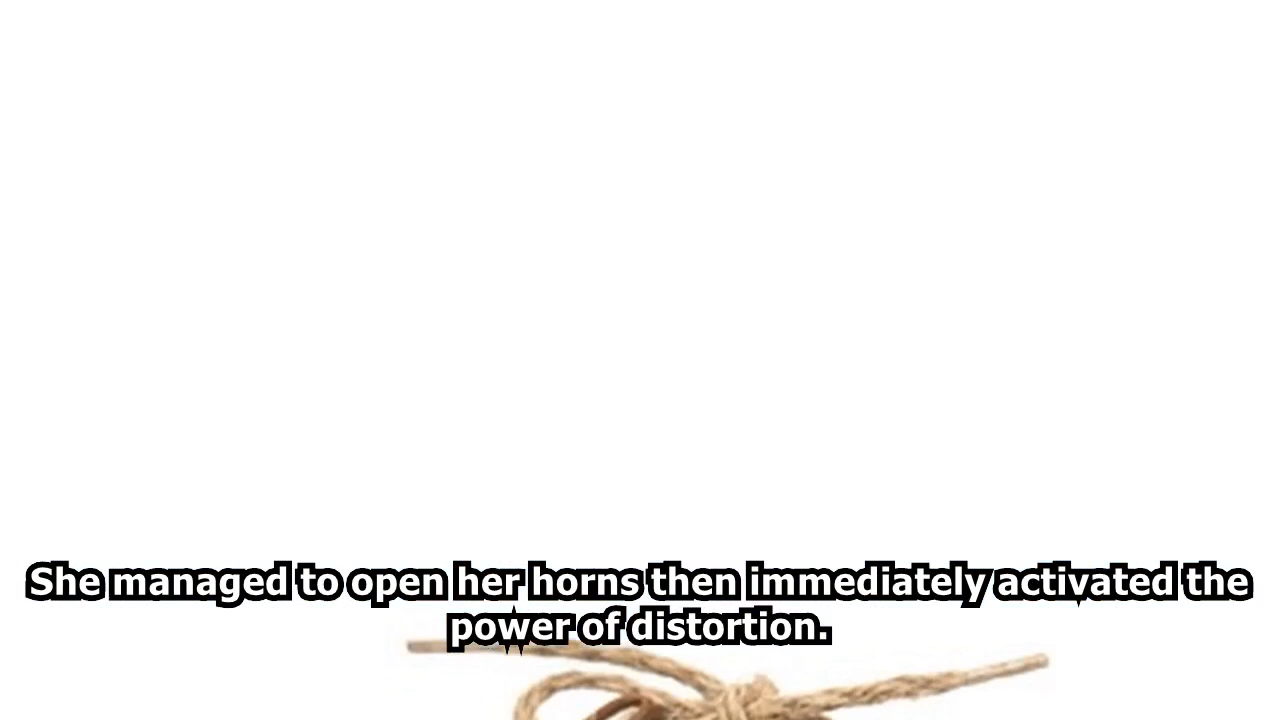 She managed to open her horns then immediately activated the
power of distortion.